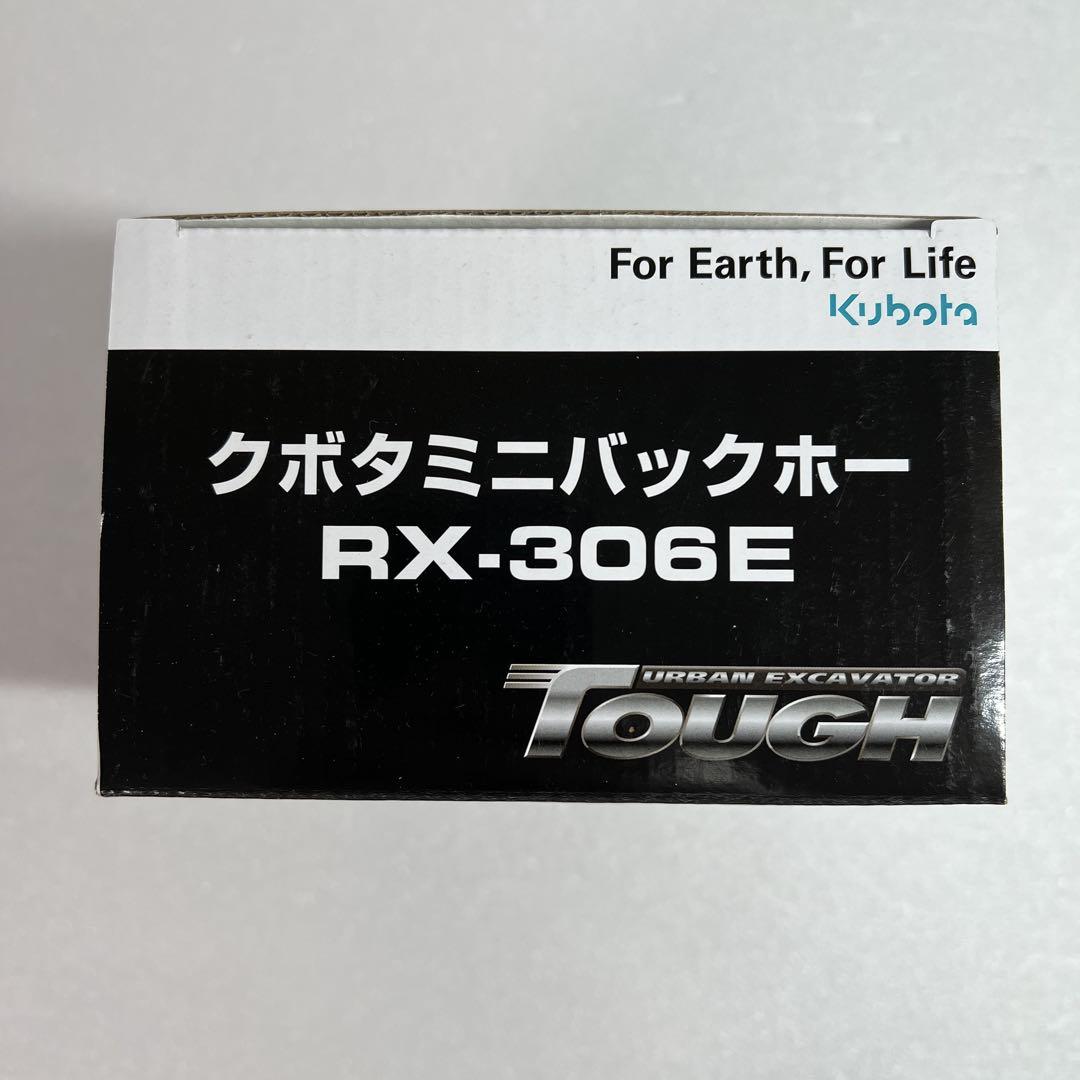 For Earth, For Life
Kubota
クボタミニバックホー
RX-306E
URBAN EXCAVATOR
TOUGH